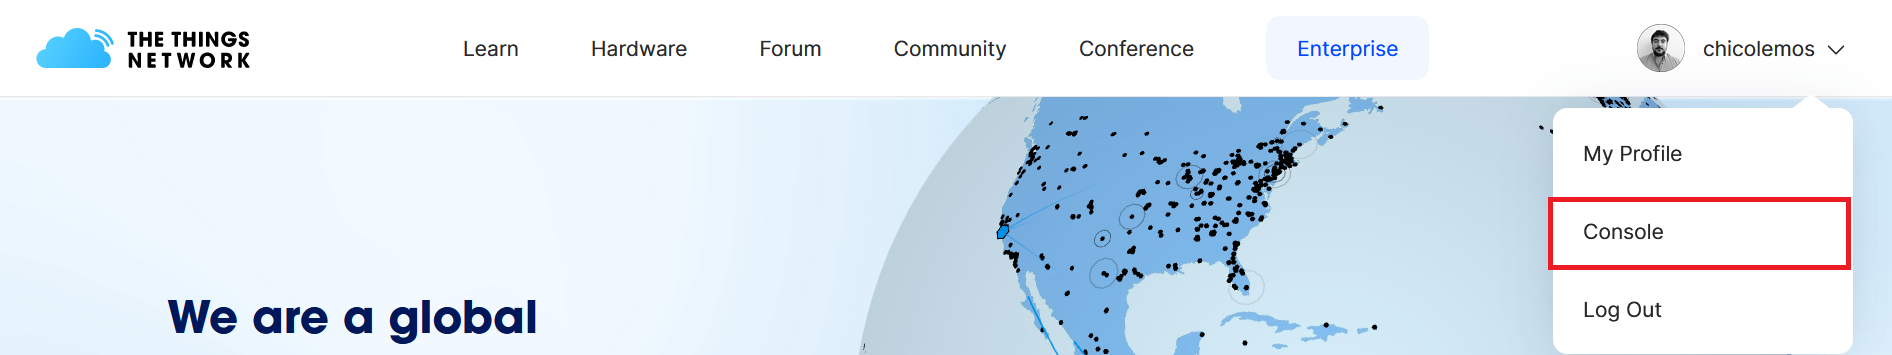 THE THINGS
NETWORK
Learn
Hardware
Forum
Community
Conference
Enterprise
chicolemos
My Profile
Console
Log Out
We are a global